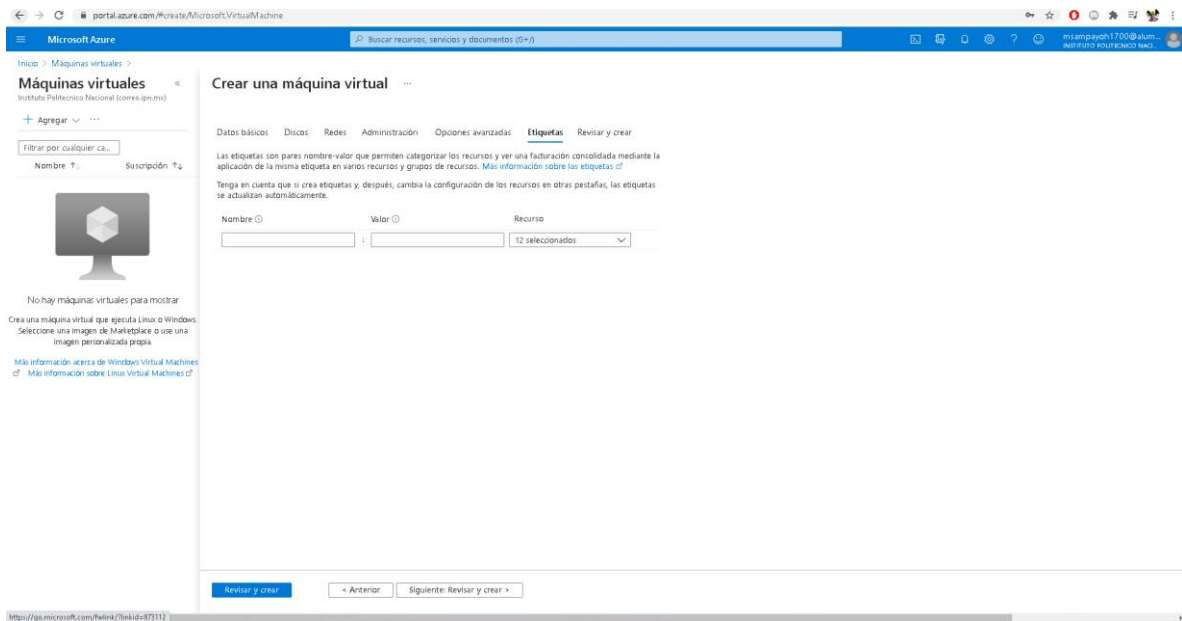 portal.azure.com/#create/Microsoft.VirtualMachine
Microsoft Azure
Buscar recursos, servicios y documentos (G+/)
msampayoh1700@alum...
INSTITUTO POLITECNICO NACI...
Inicio > Máquinas virtuales >
Máquinas virtuales
Instituto Politecnico Nacional (correo.ipn.mx)
+ Agregar
Filtrar por cualquier ca...
Nombre ↑↓ Suscripción ↑↓
No hay máquinas virtuales para mostrar
Crea una máquina virtual que ejecuta Linux o Windows.
Seleccione una imagen de Marketplace o use una
imagen personalizada propia.
Más información acerca de Windows Virtual Machines
Más información sobre Linux Virtual Machines
Crear una máquina virtual ...
Datos básicos Discos Redes Administración Opciones avanzadas Etiquetas Revisar y crear
Las etiquetas son pares nombre-valor que permiten categorizar los recursos y ver una facturación consolidada mediante la
aplicación de la misma etiqueta en varios recursos y grupos de recursos. Más información sobre las etiquetas
Tenga en cuenta que si crea etiquetas y, después, cambia la configuración de los recursos en otras pestañas, las etiquetas
se actualizan automáticamente.
Nombre Valor Recurso
: 12 seleccionados
Revisar y crear < Anterior Siguiente: Revisar y crear >
https://go.microsoft.com/fwlink/?linkid=873112